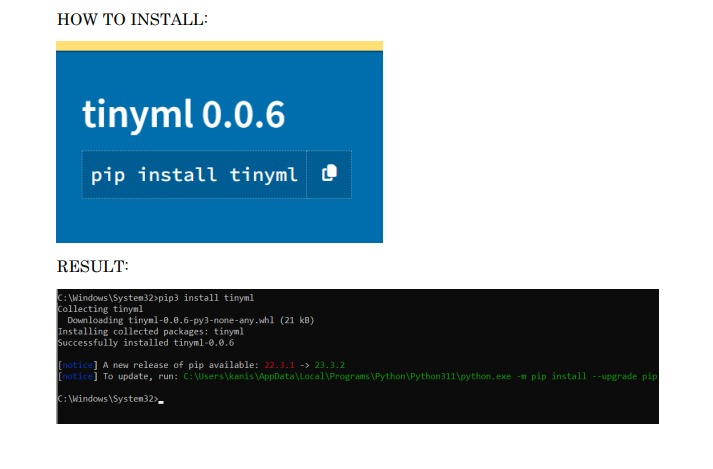 HOW TO INSTALL:
tinyml 0.0.6
pip install tinyml
RESULT:
C:\Windows\System32>pip3 install tinyml
Collecting tinyml
  Downloading tinyml-0.0.6-py3-none-any.whl (21 kB)
Installing collected packages: tinyml
Successfully installed tinyml-0.0.6
[notice] A new release of pip available: 22.3.1 -> 23.3.2
[notice] To update, run: C:\Users\kanis\AppData\Local\Programs\Python\Python311\python.exe -m pip install --upgrade pip
C:\Windows\System32>